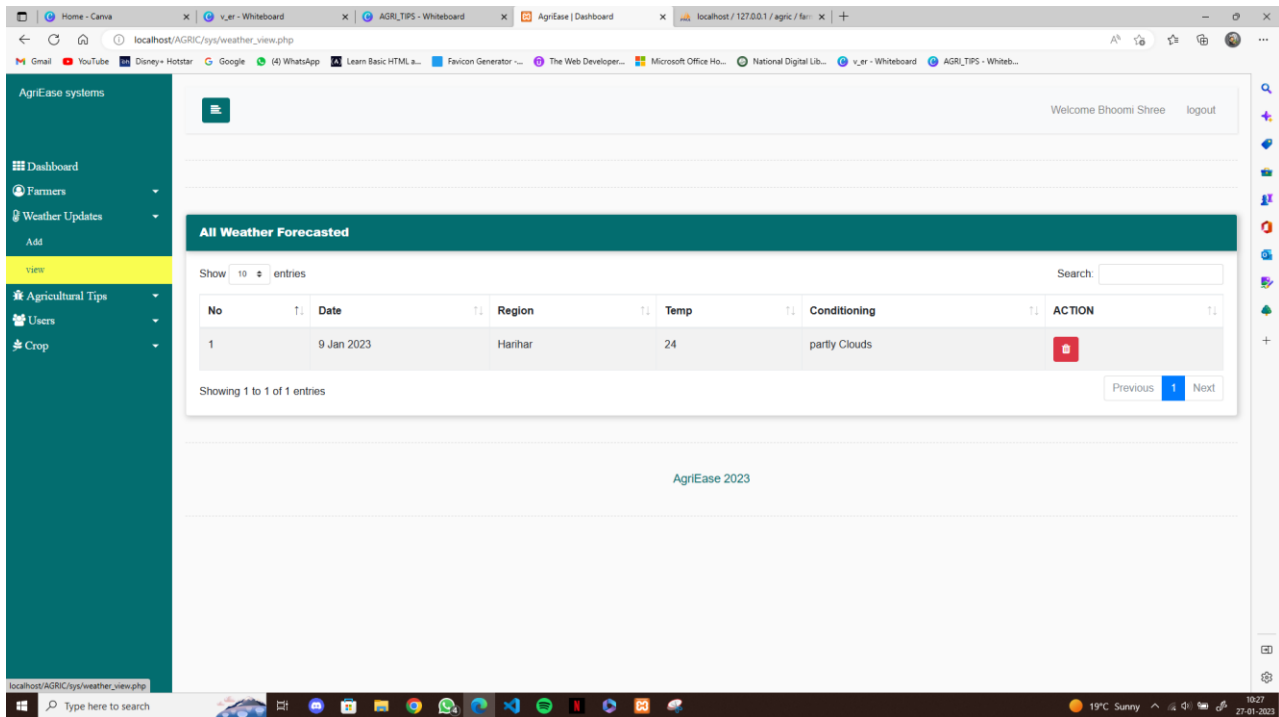 Home - Canva
v_er - Whiteboard
AGRI_TIPS - Whiteboard
AgriEase | Dashboard
localhost / 127.0.0.1 / agric / farr
localhost/AGRIC/sys/weather_view.php
Gmail YouTube Disney+ Hotstar Google (4) WhatsApp Learn Basic HTML a... Favicon Generator -... The Web Developer... Microsoft Office Ho... National Digital Lib... v_er - Whiteboard AGRI_TIPS - Whiteb...
AgriEase systems
Welcome Bhoomi Shree logout
Dashboard
Farmers
Weather Updates
Add
view
Agricultural Tips
Users
Crop
All Weather Forecasted
Show 10 entries
Search:
No Date Region Temp Conditioning ACTION
1 9 Jan 2023 Harihar 24 partly Clouds
Showing 1 to 1 of 1 entries
Previous 1 Next
AgriEase 2023
localhost/AGRIC/sys/weather_view.php
Type here to search
19°C Sunny
10:27
27-01-2023